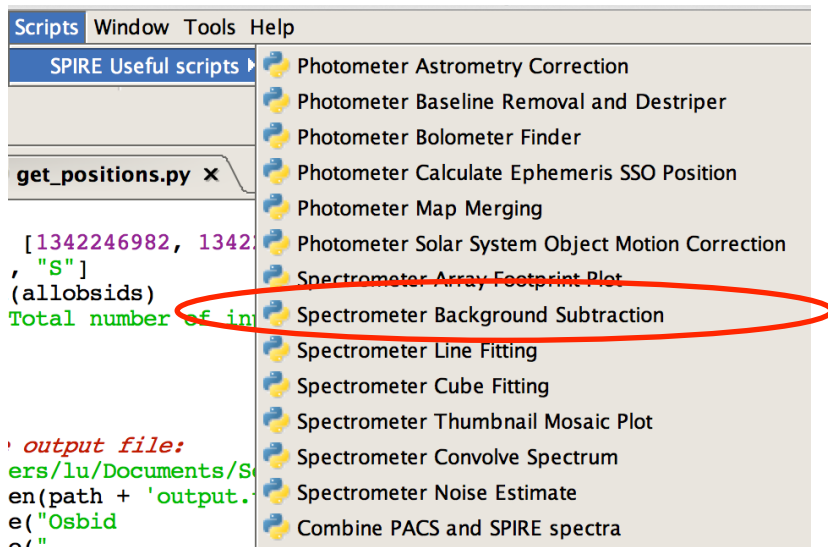 Scripts Window Tools Help
SPIRE Useful scripts
Photometer Astrometry Correction
Photometer Baseline Removal and Destriper
Photometer Bolometer Finder
Photometer Calculate Ephemeris SSO Position
Photometer Map Merging
Photometer Solar System Object Motion Correction
Spectrometer Array Footprint Plot
Spectrometer Background Subtraction
Spectrometer Line Fitting
Spectrometer Cube Fitting
Spectrometer Thumbnail Mosaic Plot
Spectrometer Convolve Spectrum
Spectrometer Noise Estimate
Combine PACS and SPIRE spectra
get_positions.py ×
[1342246982, 1342
, "S"]
(allobsids)
Total number of in
output file:
ers/lu/Documents/S
en(path + 'output.
e("Osbid